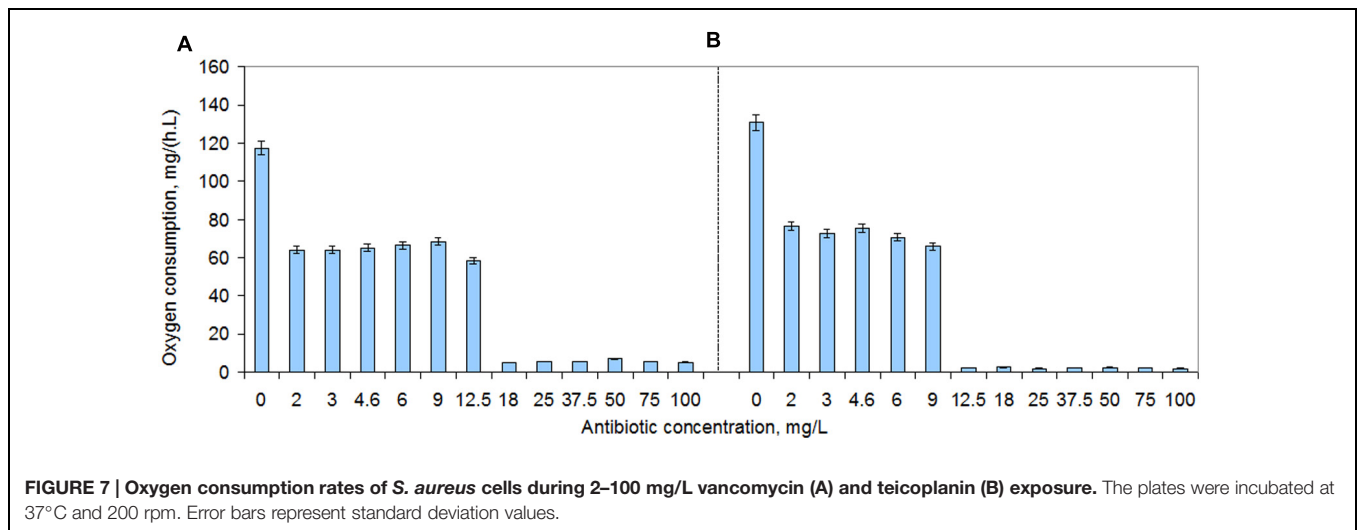 A
B
160
140
120
100
80
60
40
20
0
Oxygen consumption, mg/(h.L)
0 2 3 4.6 6 9 12.5 18 25 37.5 50 75 100 0 2 3 4.6 6 9 12.5 18 25 37.5 50 75 100
Antibiotic concentration, mg/L
FIGURE 7 | Oxygen consumption rates of S. aureus cells during 2–100 mg/L vancomycin (A) and teicoplanin (B) exposure. The plates were incubated at
37°C and 200 rpm. Error bars represent standard deviation values.